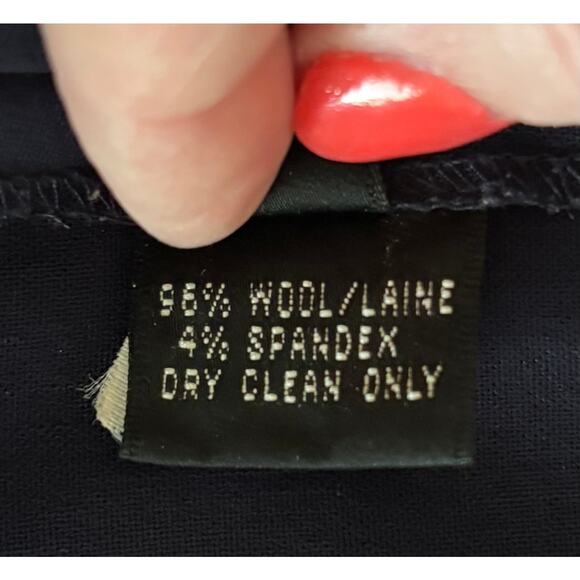 96% WOOL/LAINE
4% SPANDEX
DRY CLEAN ONLY